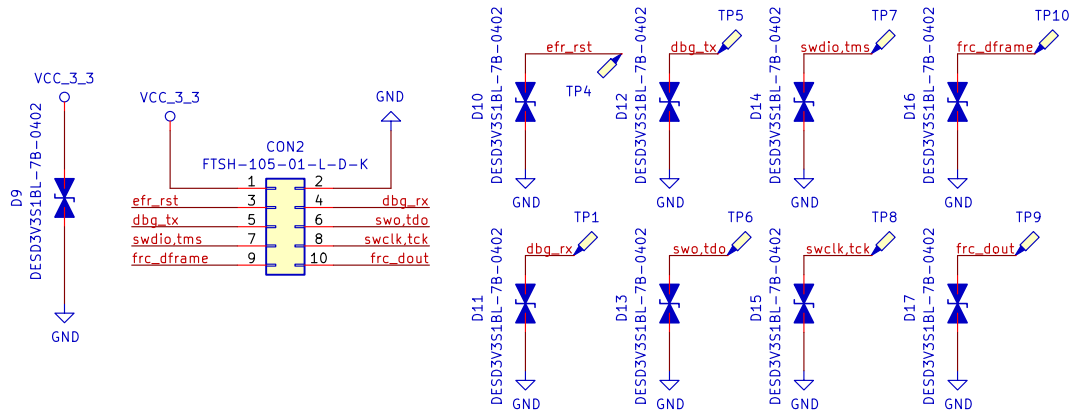 VCC_3_3
D9
DESD3V3S1BL-7B-0402
GND
VCC_3_3
GND
CON2
FTSH-105-01-L-D-K
1 2
efr_rst 3 4 dbg_rx
dbg_tx 5 6 swo,tdo
swdio,tms 7 8 swclk,tck
frc_dframe 9 10 frc_dout
efr_rst
TP4
D10
DESD3V3S1BL-7B-0402
GND
TP5
dbg_tx
D12
DESD3V3S1BL-7B-0402
GND
TP7
swdio,tms
D14
DESD3V3S1BL-7B-0402
GND
TP10
frc_dframe
D16
DESD3V3S1BL-7B-0402
GND
TP1
dbg_rx
D11
DESD3V3S1BL-7B-0402
GND
TP6
swo,tdo
D13
DESD3V3S1BL-7B-0402
GND
TP8
swclk,tck
D15
DESD3V3S1BL-7B-0402
GND
TP9
frc_dout
D17
DESD3V3S1BL-7B-0402
GND